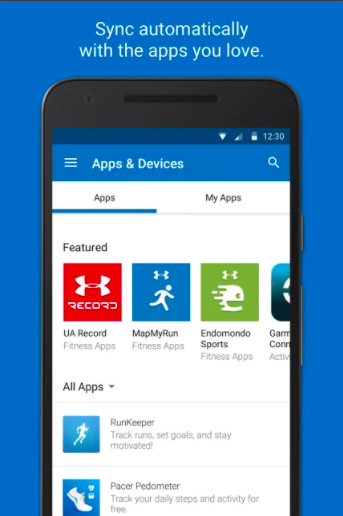 Sync automatically
with the apps you love.
12:30
Apps & Devices
Apps
My Apps
Featured
RECORD
UA Record
Fitness Apps
MapMyRun
Fitness Apps
Endomondo
Sports
Fitness Apps
Garm
Conn
Activi
All Apps
RunKeeper
Track runs, set goals, and stay
motivated!
Pacer Pedometer
Track your daily steps and activity for
free.